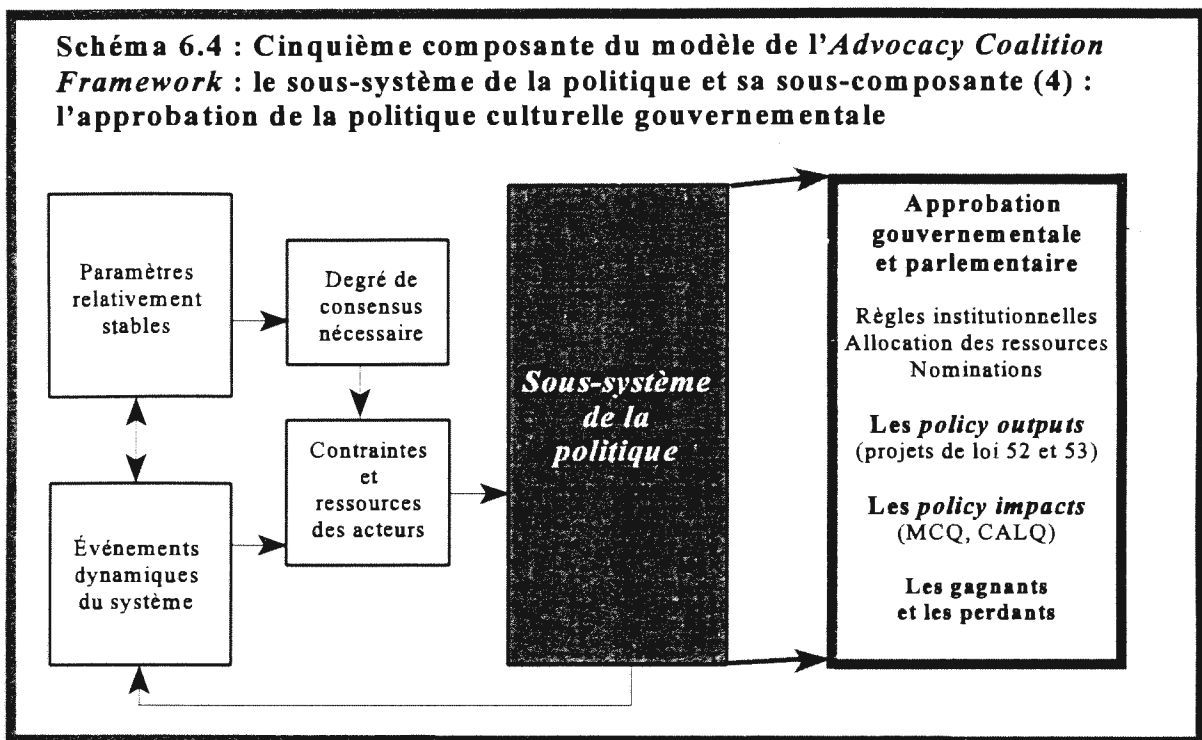 Schéma 6.4 : Cinquième composante du modèle de l'Advocacy Coalition
Framework : le sous-système de la politique et sa sous-composante (4) :
l'approbation de la politique culturelle gouvernementale
Paramètres
relativement
stables
Degré de
consensus
nécessaire
Événements
dynamiques
du système
Contraintes
et
ressources
des acteurs
Sous-système
de la
politique
Approbation
gouvernementale
et parlementaire
Règles institutionnelles
Allocation des ressources
Nominations
Les policy outputs
(projets de loi 52 et 53)
Les policy impacts
(MCQ, CALQ)
Les gagnants
et les perdants